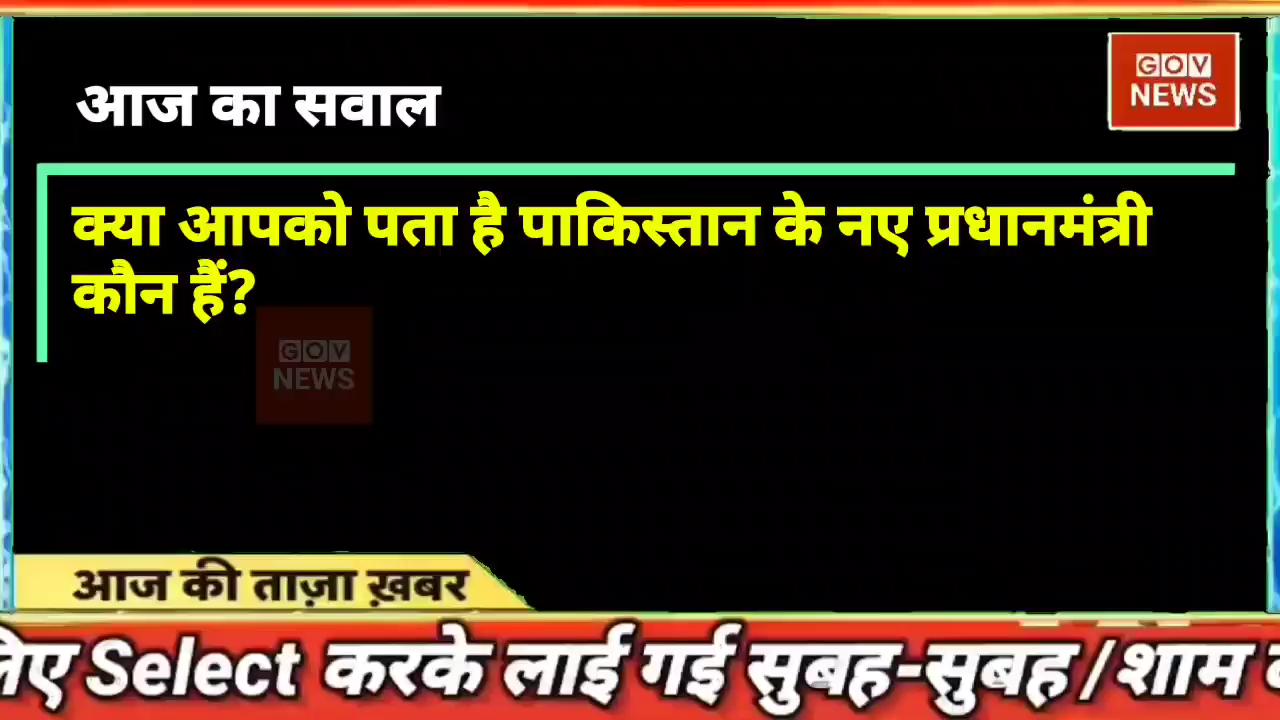 GOV
NEWS
आज का सवाल
क्या आपको पता है पाकिस्तान के नए प्रधानमंत्री
कौन हैं?
GOV
NEWS
आज की ताज़ा ख़बर
लिए Select करके लाई गई सुबह-सुबह /शाम